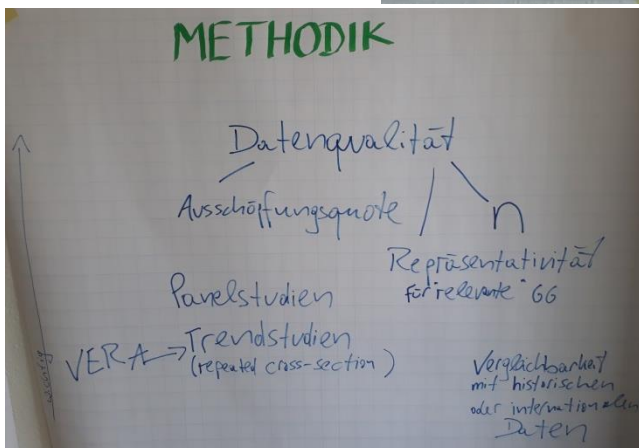 METHODIK
Datenqualität
Ausschöpfungsquote
n
Repräsentativität
für "relevante" GG
Panelstudien
VERA → Trendstudien
(repeated cross-section)
Vergleichbarkeit
mit historischen
oder internationalen
Daten